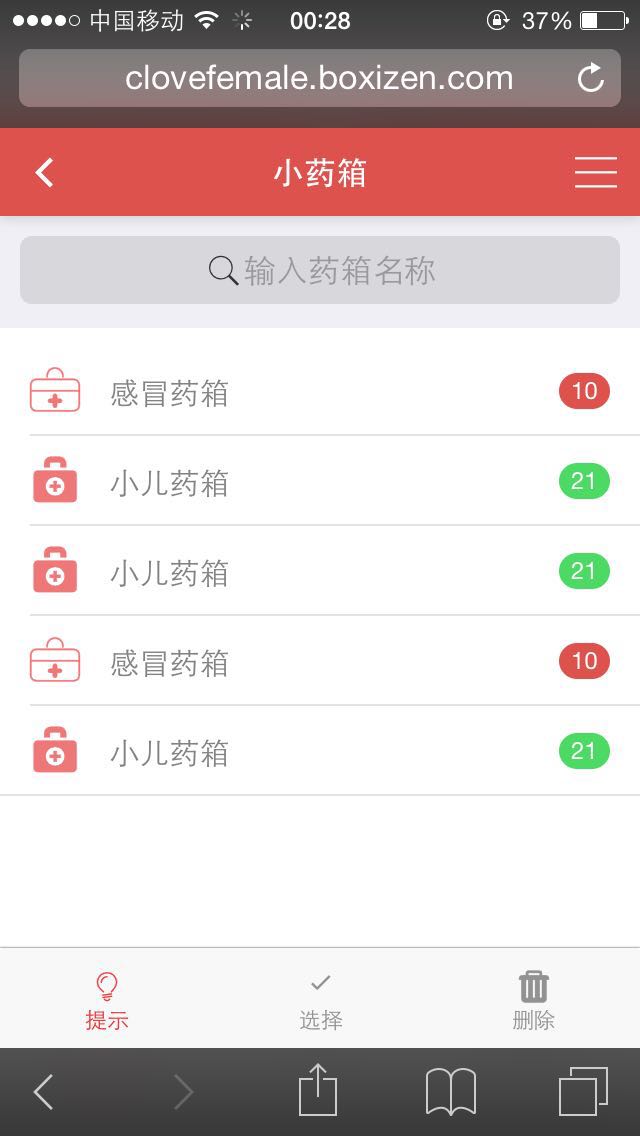 中国移动 00:28 37%
clovefemale.boxizen.com
小药箱
输入药箱名称
感冒药箱 10
小儿药箱 21
小儿药箱 21
感冒药箱 10
小儿药箱 21
提示 选择 删除